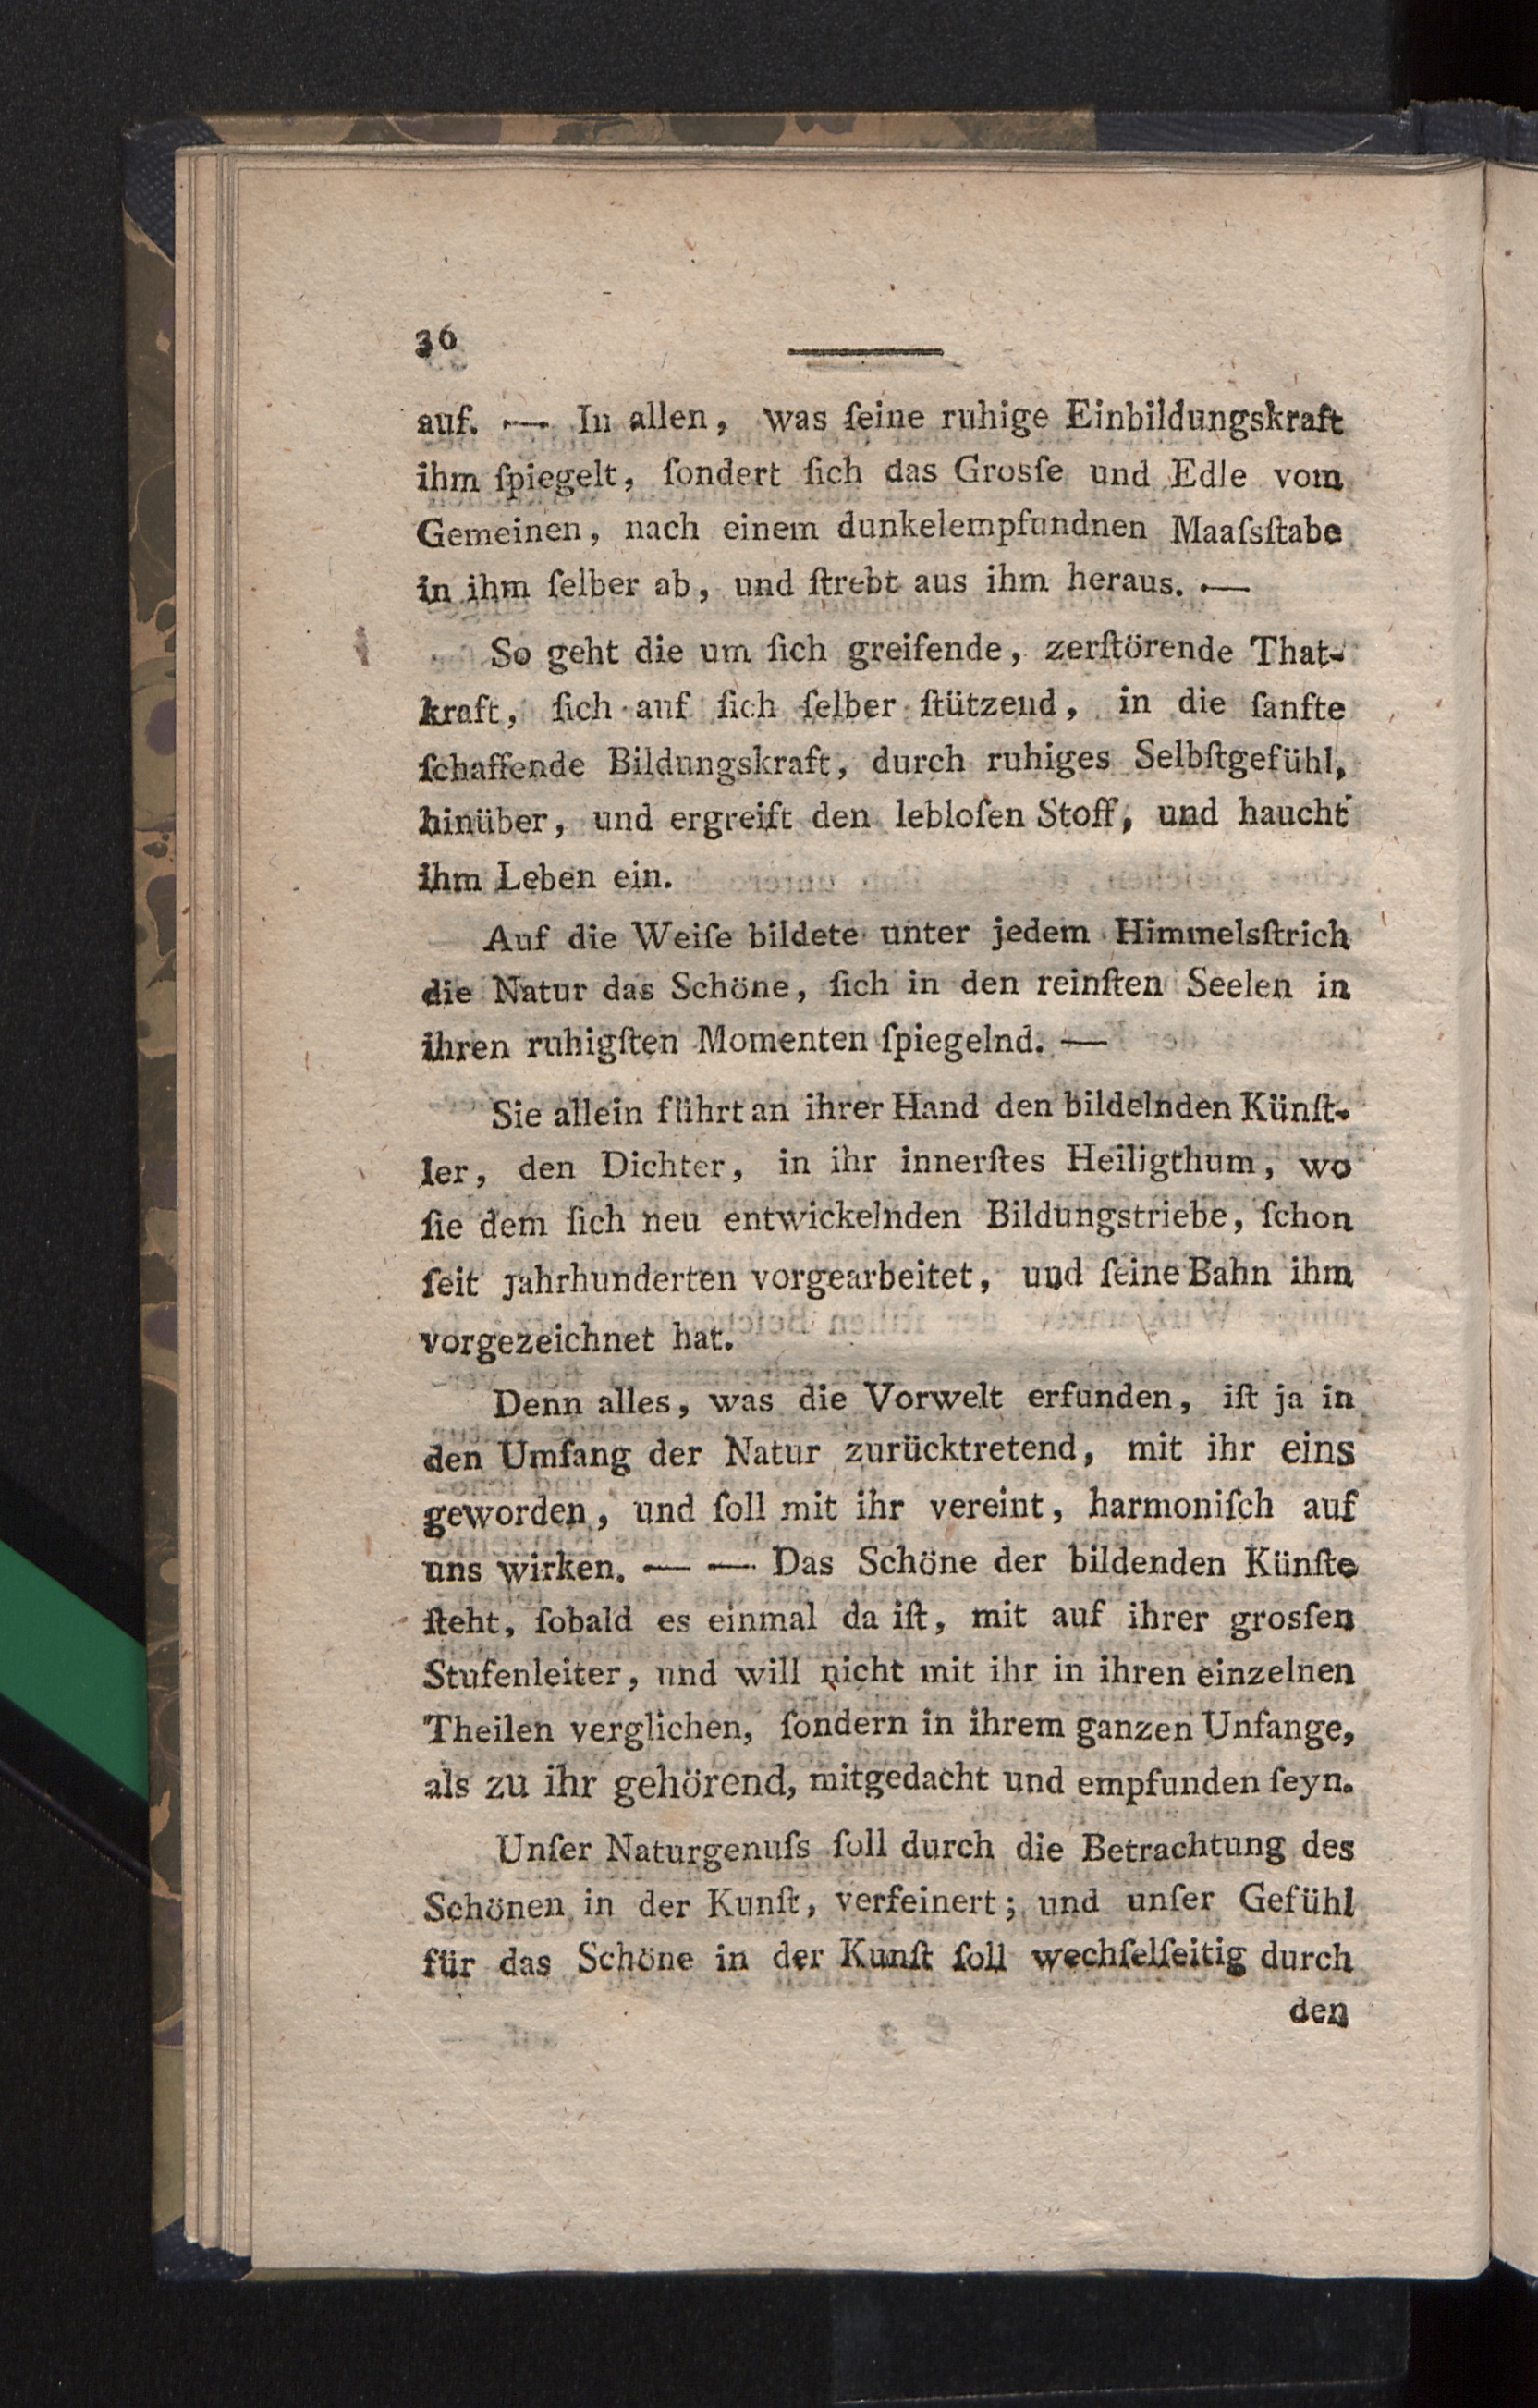 36
auf. — In allen, was ſeine ruhige Einbildungskraft
ihm ſpiegelt, ſondert ſich das Grosſe und Edle vom
Gemeinen, nach einem dunkelempfundnen Maaſsſtabe
in ihm ſelber ab, und ſtrebt aus ihm heraus. —
So geht die um ſich greifende, zerſtörende That-
kraft, ſich auf ſich ſelber ſtützend, in die ſanfte
ſchaffende Bildungskraft, durch ruhiges Selbſtgefühl,
hinüber, und ergreift den lebloſen Stoff, und haucht
ihm Leben ein.
Auf die Weiſe bildete unter jedem Himmelsſtrich
die Natur das Schöne, ſich in den reinſten Seelen in
ihren ruhigſten Momenten ſpiegelnd. —
Sie allein führt an ihrer Hand den bildelnden Künſt-
ler, den Dichter, in ihr innerſtes Heiligthum, wo
ſie dem ſich neu entwickelnden Bildungstriebe, ſchon
ſeit Jahrhunderten vorgearbeitet, und ſeine Bahn ihm
vorgezeichnet hat.
Denn alles, was die Vorwelt erfunden, iſt ja in
den Umfang der Natur zurücktretend, mit ihr eins
geworden, und ſoll mit ihr vereint, harmoniſch auf
uns wirken. — — Das Schöne der bildenden Künſte
ſteht, ſobald es einmal da iſt, mit auf ihrer grosſen
Stufenleiter, und will nicht mit ihr in ihren einzelnen
Theilen verglichen, ſondern in ihrem ganzen Unfange,
als zu ihr gehörend, mitgedacht und empfunden ſeyn.
Unſer Naturgenuſs ſoll durch die Betrachtung des
Schönen in der Kunſt, verfeinert; und unſer Gefühl
für das Schöne in der Kunſt ſoll wechſelſeitig durch
den